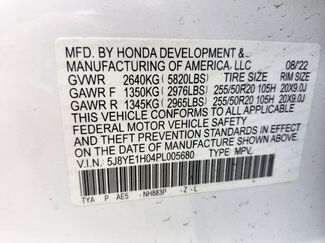 MFD. BY HONDA DEVELOPMENT &
MANUFACTURING OF AMERICA, LLC 08/22
GVWR 2640KG (5820LBS) TIRE SIZE RIM SIZE
GAWR F 1350KG (2976LBS) 255/50R20 105H 20X9.0J
GAWR R 1345KG (2965LBS) 255/50R20 105H 20X9.0J
THIS VEHICLE CONFORMS TO ALL APPLICABLE
FEDERAL MOTOR VEHICLE SAFETY AND
THEFT PREVENTION STANDARDS IN EFFECT ON
THE DATE OF MANUFACTURE SHOWN ABOVE.
V.I.N: 5J8YE1H04PL005680 TYPE: MPV.
TYA P AE5 -NH883P -Z-L